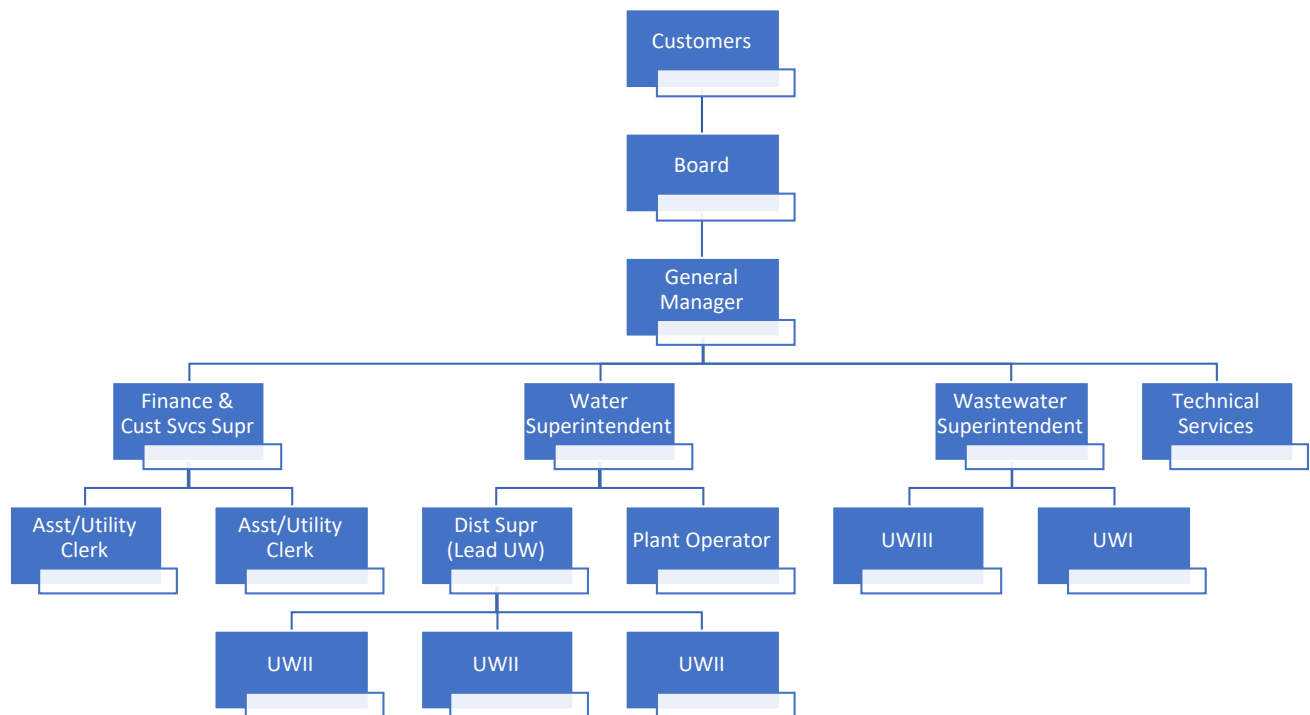 Customers
Board
General
Manager
Finance &
Cust Svcs Supr
Water
Superintendent
Wastewater
Superintendent
Technical
Services
Asst/Utility
Clerk
Asst/Utility
Clerk
Dist Supr
(Lead UW)
Plant Operator
UWIII
UWI
UWII
UWII
UWII